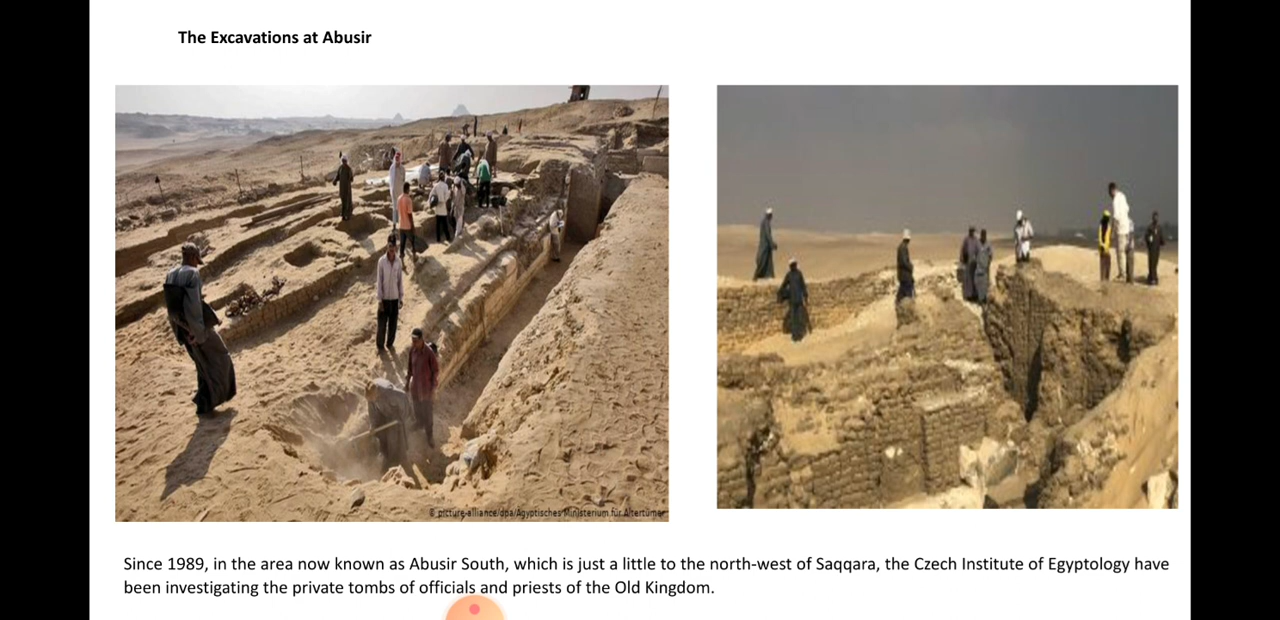 The Excavations at Abusir
© picture-alliance/dpa/Agyptisches Ministerium für Altertümer
Since 1989, in the area now known as Abusir South, which is just a little to the north-west of Saqqara, the Czech Institute of Egyptology have
been investigating the private tombs of officials and priests of the Old Kingdom.